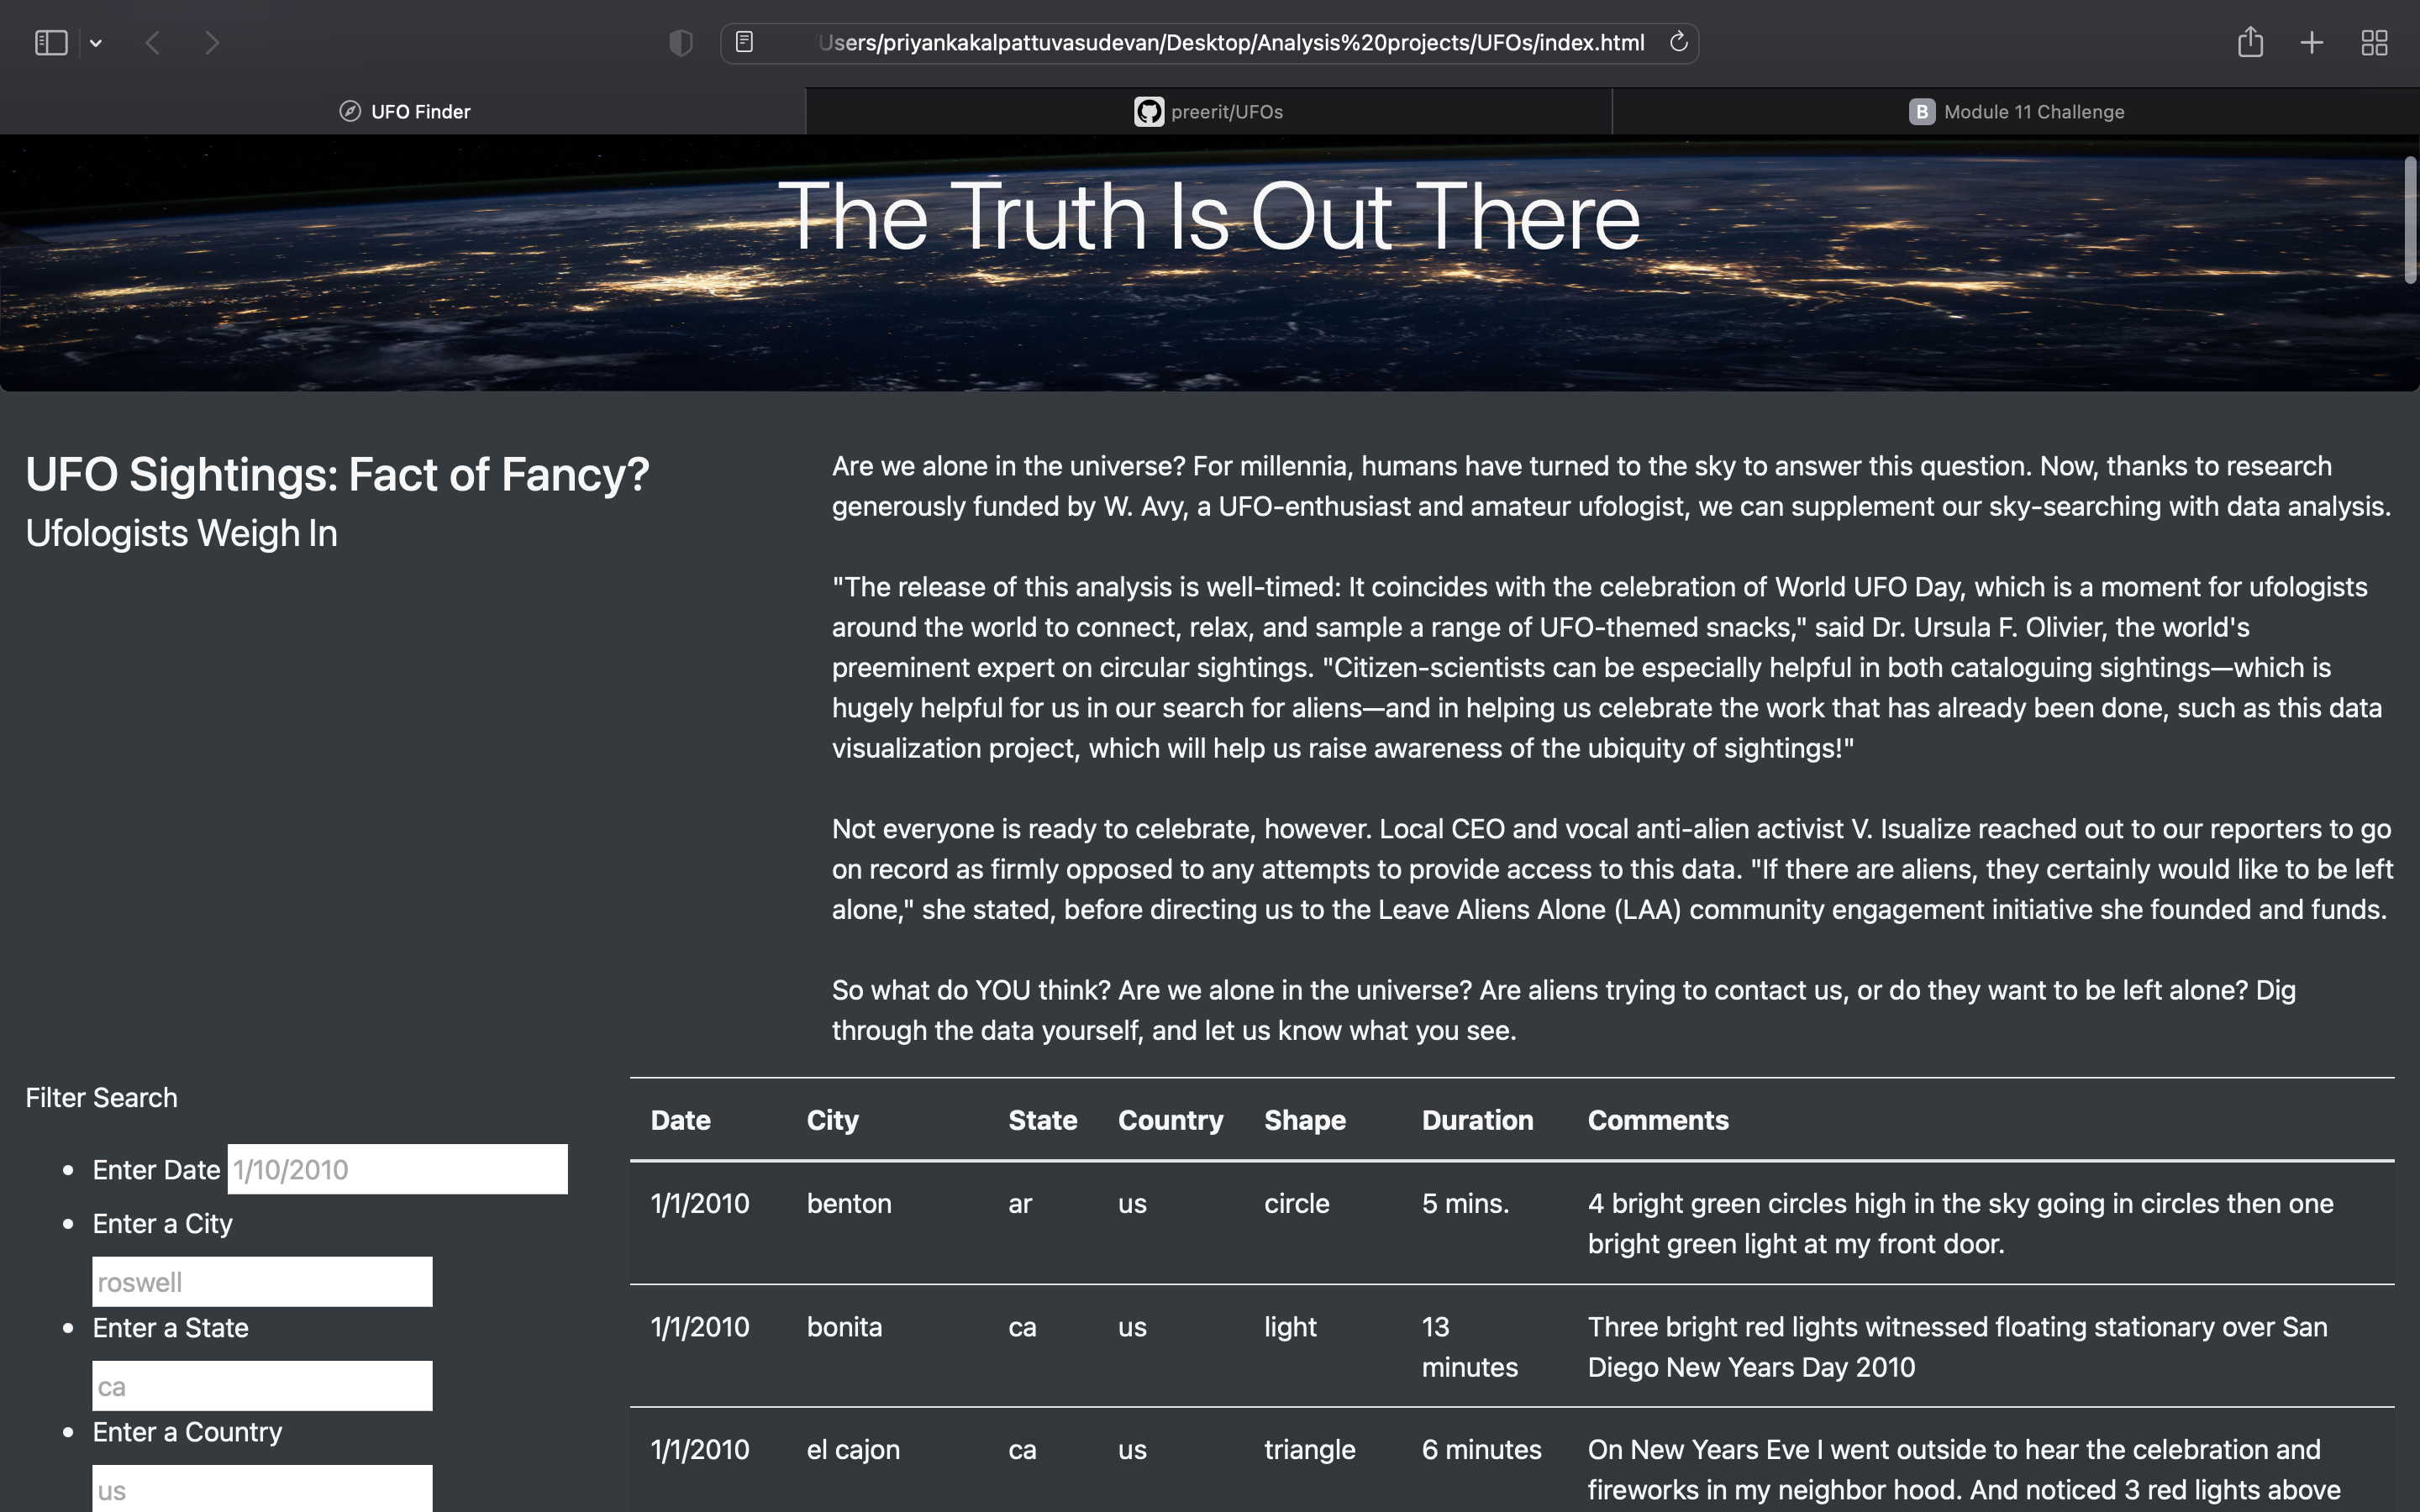 Users/priyankakalpattuvasudevan/Desktop/Analysis%20projects/UFOs/index.html
UFO Finder
preerit/UFOs
B Module 11 Challenge
The Truth Is Out There
UFO Sightings: Fact of Fancy?
Ufologists Weigh In
Are we alone in the universe? For millennia, humans have turned to the sky to answer this question. Now, thanks to research
generously funded by W. Avy, a UFO-enthusiast and amateur ufologist, we can supplement our sky-searching with data analysis.
"The release of this analysis is well-timed: It coincides with the celebration of World UFO Day, which is a moment for ufologists
around the world to connect, relax, and sample a range of UFO-themed snacks," said Dr. Ursula F. Olivier, the world's
preeminent expert on circular sightings. "Citizen-scientists can be especially helpful in both cataloguing sightings—which is
hugely helpful for us in our search for aliens—and in helping us celebrate the work that has already been done, such as this data
visualization project, which will help us raise awareness of the ubiquity of sightings!"
Not everyone is ready to celebrate, however. Local CEO and vocal anti-alien activist V. Isualize reached out to our reporters to go
on record as firmly opposed to any attempts to provide access to this data. "If there are aliens, they certainly would like to be left
alone," she stated, before directing us to the Leave Aliens Alone (LAA) community engagement initiative she founded and funds.
So what do YOU think? Are we alone in the universe? Are aliens trying to contact us, or do they want to be left alone? Dig
through the data yourself, and let us know what you see.
Filter Search
• Enter Date 1/10/2010
• Enter a City
roswell
• Enter a State
ca
• Enter a Country
us
Date City State Country Shape Duration Comments
1/1/2010 benton ar us circle 5 mins. 4 bright green circles high in the sky going in circles then one
bright green light at my front door.
1/1/2010 bonita ca us light 13 Three bright red lights witnessed floating stationary over San
minutes Diego New Years Day 2010
1/1/2010 el cajon ca us triangle 6 minutes On New Years Eve I went outside to hear the celebration and
fireworks in my neighbor hood. And noticed 3 red lights above